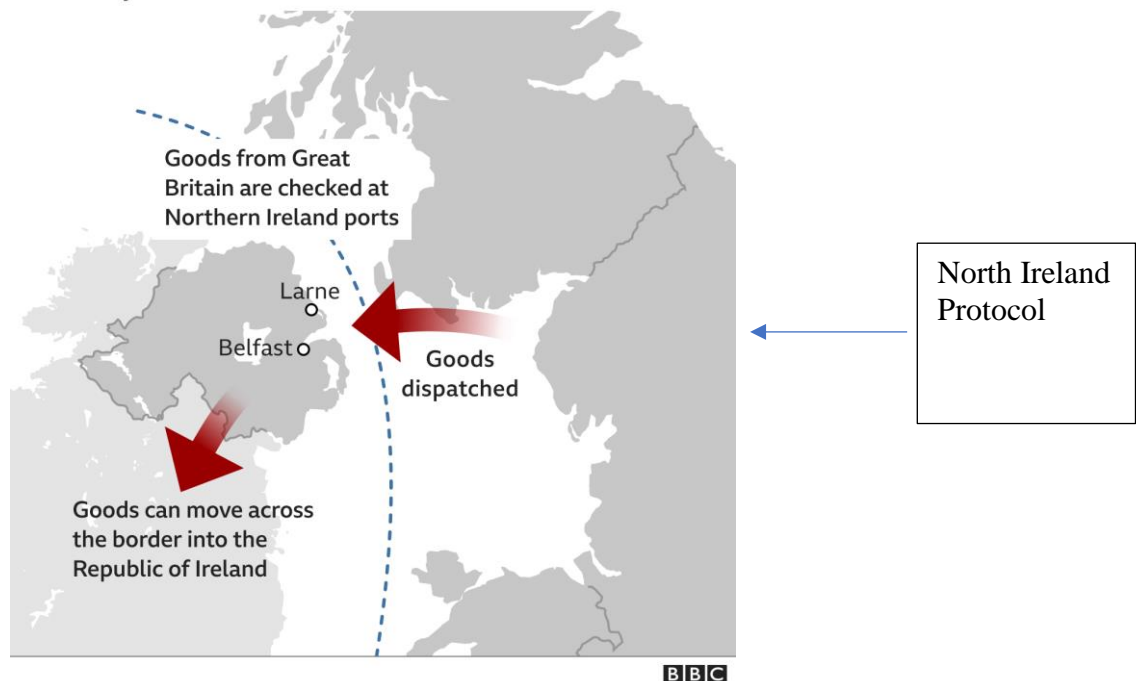 Goods from Great
Britain are checked at
Northern Ireland ports
Larne
Belfast
Goods
dispatched
Goods can move across
the border into the
Republic of Ireland
BBC
North Ireland
Protocol